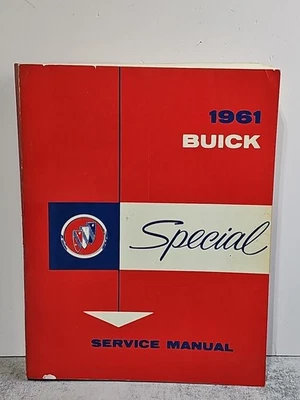 1961
BUICK
Special
SERVICE MANUAL